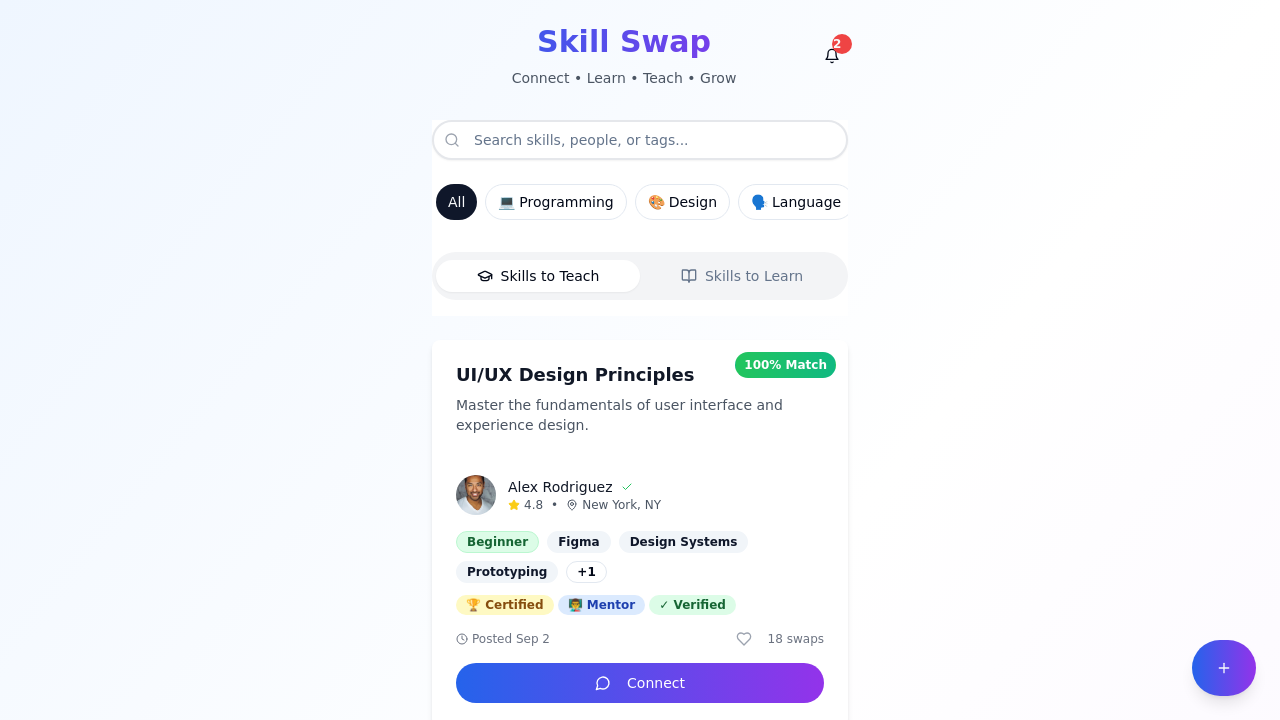 Skill Swap
2
Connect • Learn • Teach • Grow
Search skills, people, or tags...
All
💻 Programming
🎨 Design
🗣️ Language
Skills to Teach
Skills to Learn
100% Match
UI/UX Design Principles
Master the fundamentals of user interface and
experience design.
Alex Rodriguez ✓
4.8 • New York, NY
Beginner
Figma
Design Systems
Prototyping
+1
🏆 Certified
👨‍🏫 Mentor
✓ Verified
Posted Sep 2
18 swaps
Connect
+